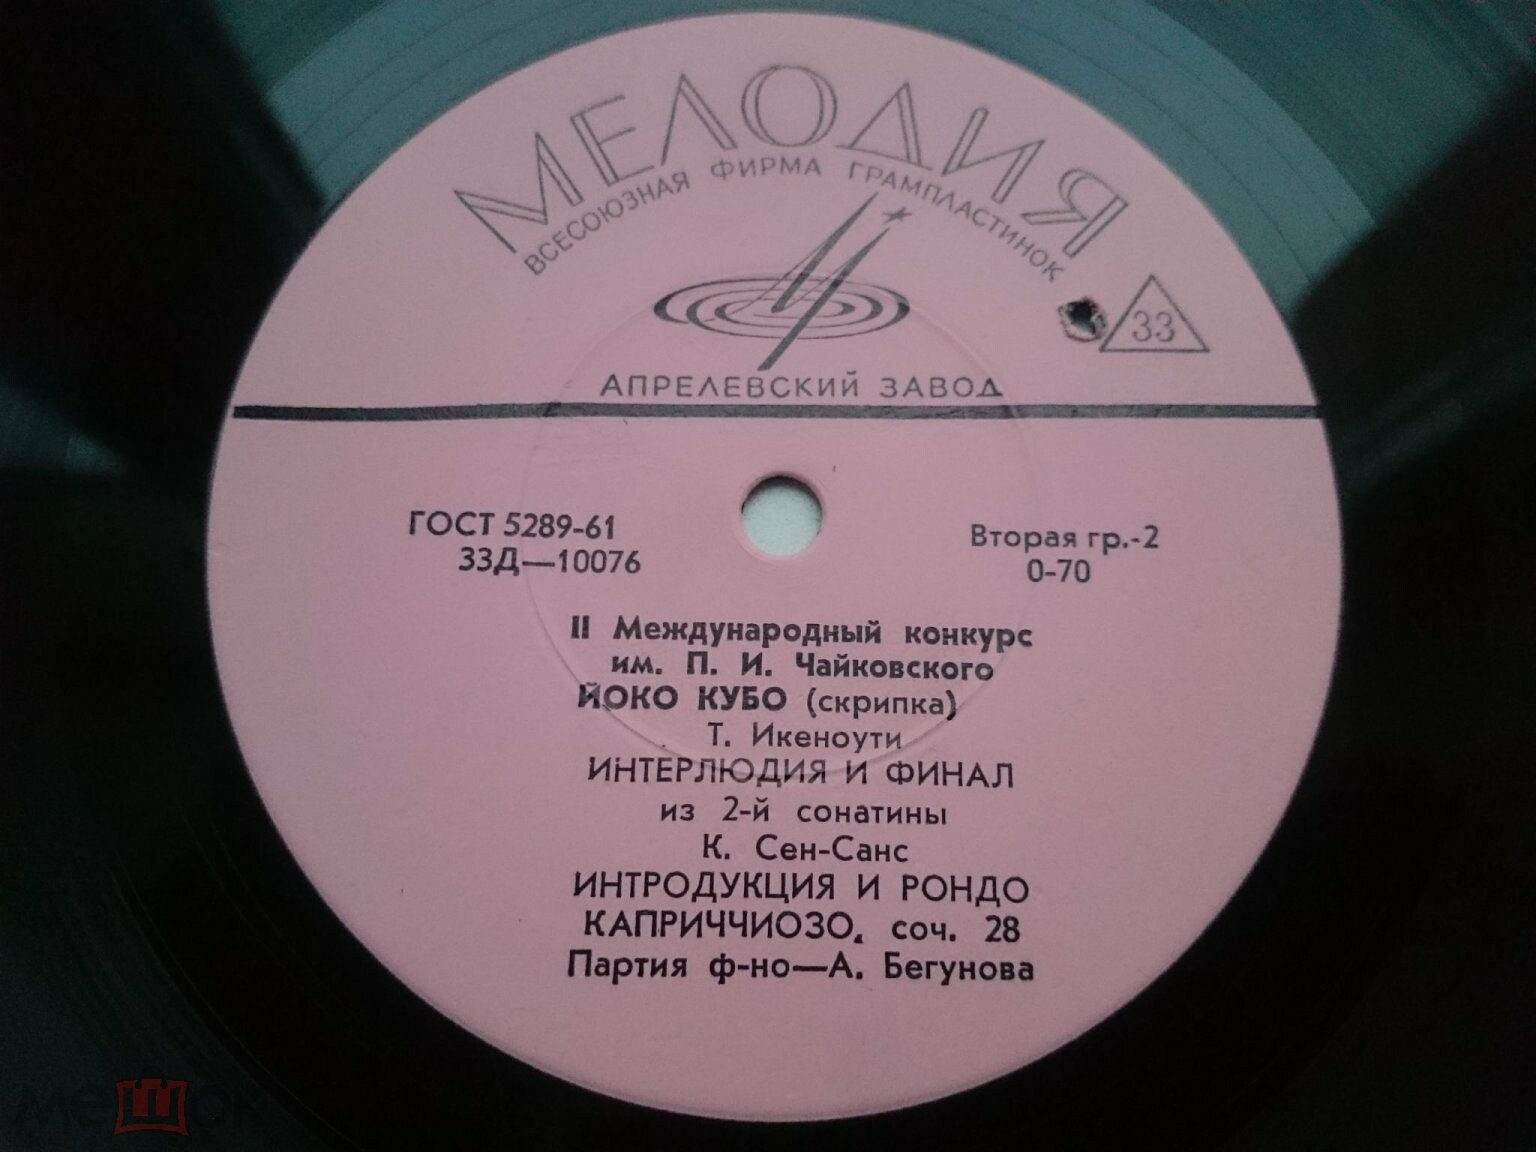 МЕЛОДИЯ
ВСЕСОЮЗНАЯ ФИРМА ГРАМПЛАСТИНОК
33
АПРЕЛЕВСКИЙ ЗАВОД
ГОСТ 5289-61
33Д—10076
Вторая гр.-2
0-70
II Международный конкурс
им. П. И. Чайковского
ЙОКО КУБО (скрипка)
Т. Икеноути
ИНТЕРЛЮДИЯ И ФИНАЛ
из 2-й сонатины
К. Сен-Санс
ИНТРОДУКЦИЯ И РОНДО
КАПРИЧЧИОЗО, соч. 28
Партия ф-но—А. Бегунова
мешок